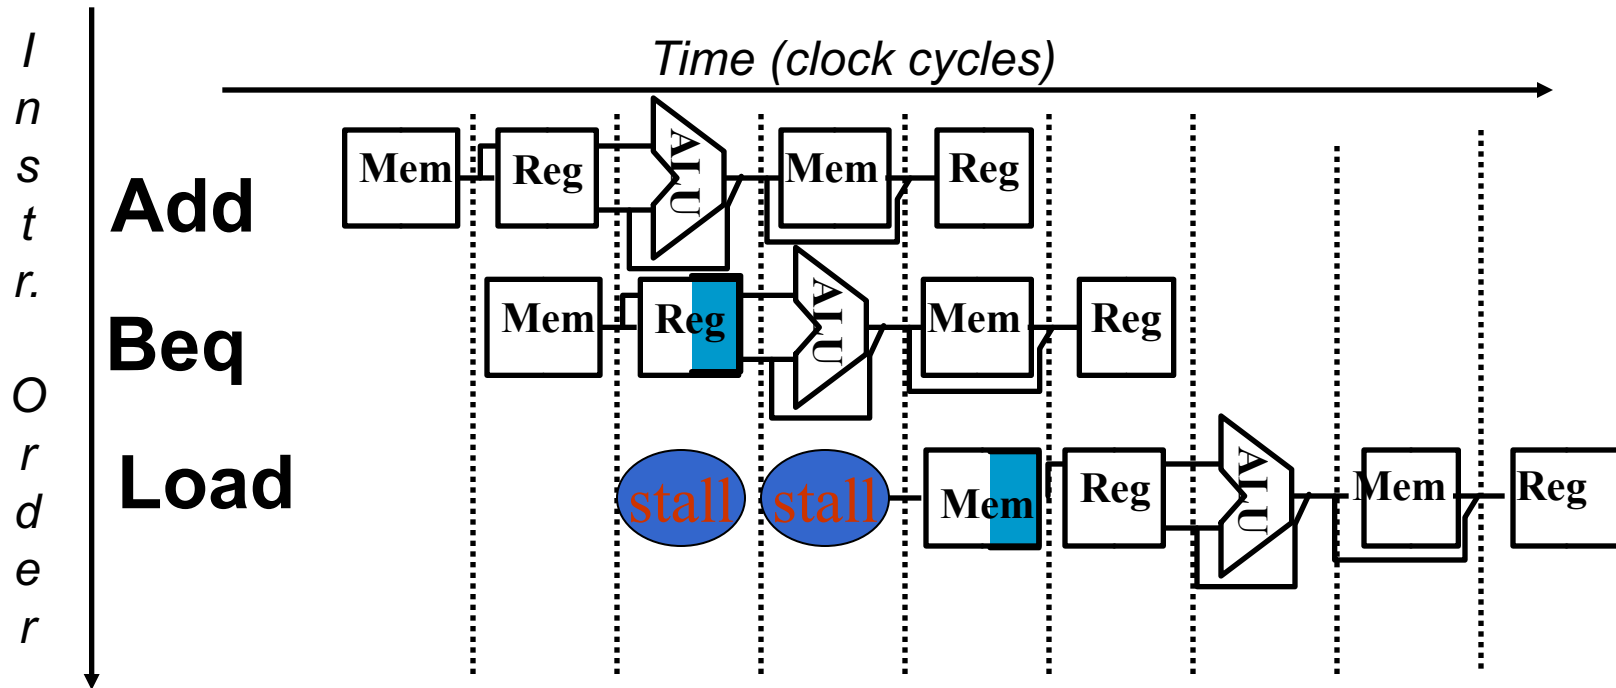 Time (clock cycles)
Instr. Order
Add
Mem Reg ALU Mem Reg
Beq
Mem Reg ALU Mem Reg
Load
stall stall Mem Reg ALU Mem Reg